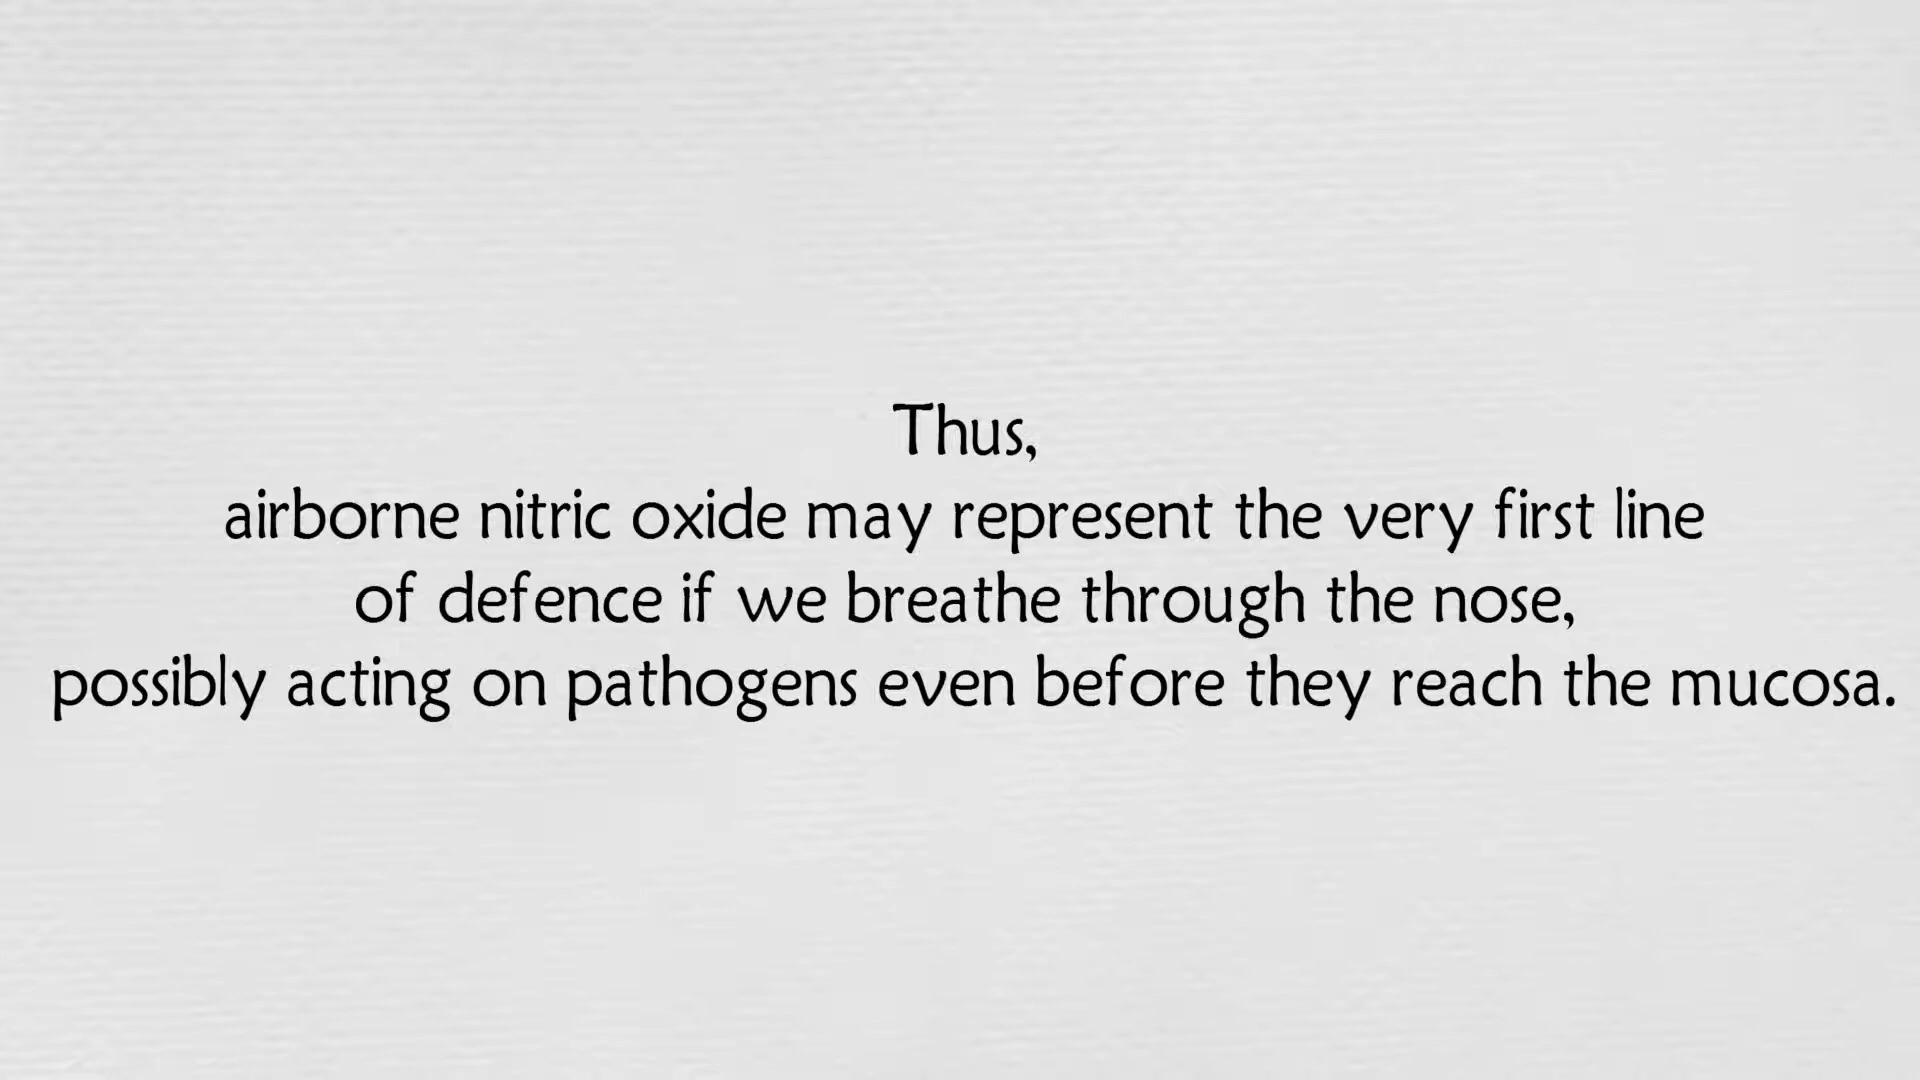 Thus,
airborne nitric oxide may represent the very first line
of defence if we breathe through the nose,
possibly acting on pathogens even before they reach the mucosa.